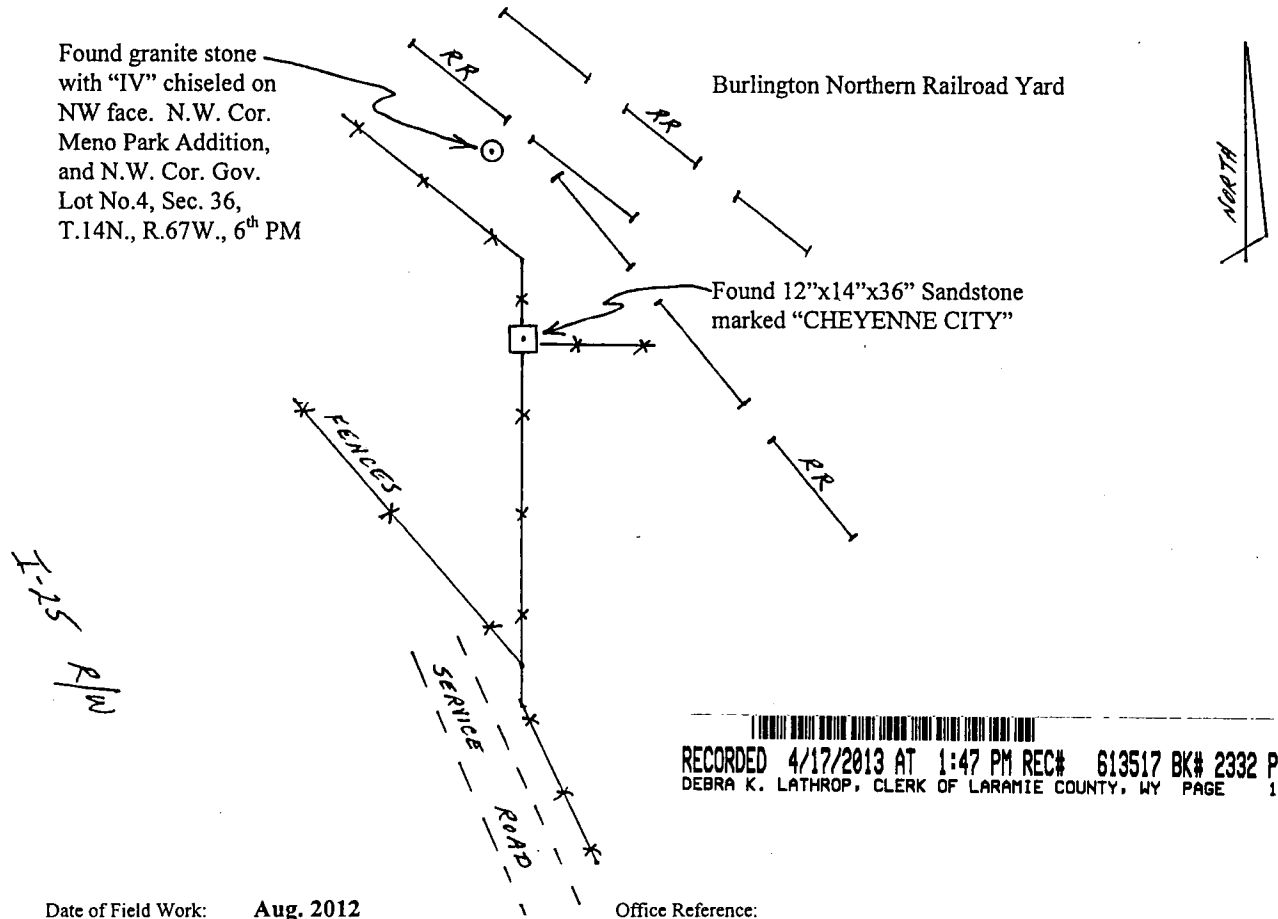 Found granite stone
with "IV" chiseled on
NW face. N.W. Cor.
Meno Park Addition,
and N.W. Cor. Gov.
Lot No.4, Sec. 36,
T.14N., R.67W., 6th PM
RR
Burlington Northern Railroad Yard
RR
NORTH
Found 12"x14"x36" Sandstone
marked "CHEYENNE CITY"
FENCES
RR
I-25 R/W
SERVICE ROAD
RECORDED 4/17/2013 AT 1:47 PM REC# 613517 BK# 2332 P
DEBRA K. LATHROP, CLERK OF LARAMIE COUNTY, WY PAGE 1
Date of Field Work: Aug. 2012
Office Reference: